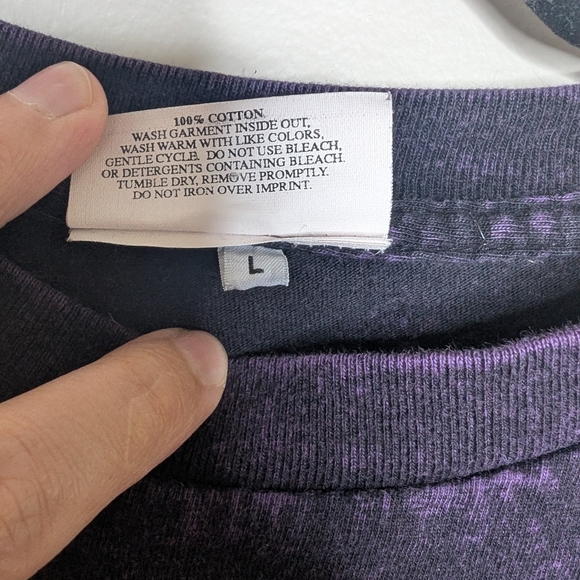 100% COTTON
WASH GARMENT INSIDE OUT,
WASH WARM WITH LIKE COLORS,
GENTLE CYCLE. DO NOT USE BLEACH,
OR DETERGENTS CONTAINING BLEACH.
TUMBLE DRY, REMOVE PROMPTLY.
DO NOT IRON OVER IMPRINT.
L